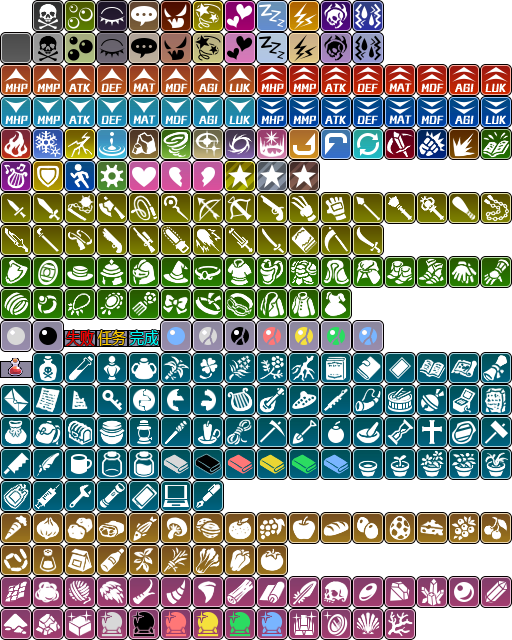 Z Z Z
Z Z Z
MHP MMP ATK DEF MAT MDF AGI LUK MHP MMP ATK DEF MAT MDF AGI LUK
MHP MMP ATK DEF MAT MDF AGI LUK MHP MMP ATK DEF MAT MDF AGI LUK
失败 任务 完成